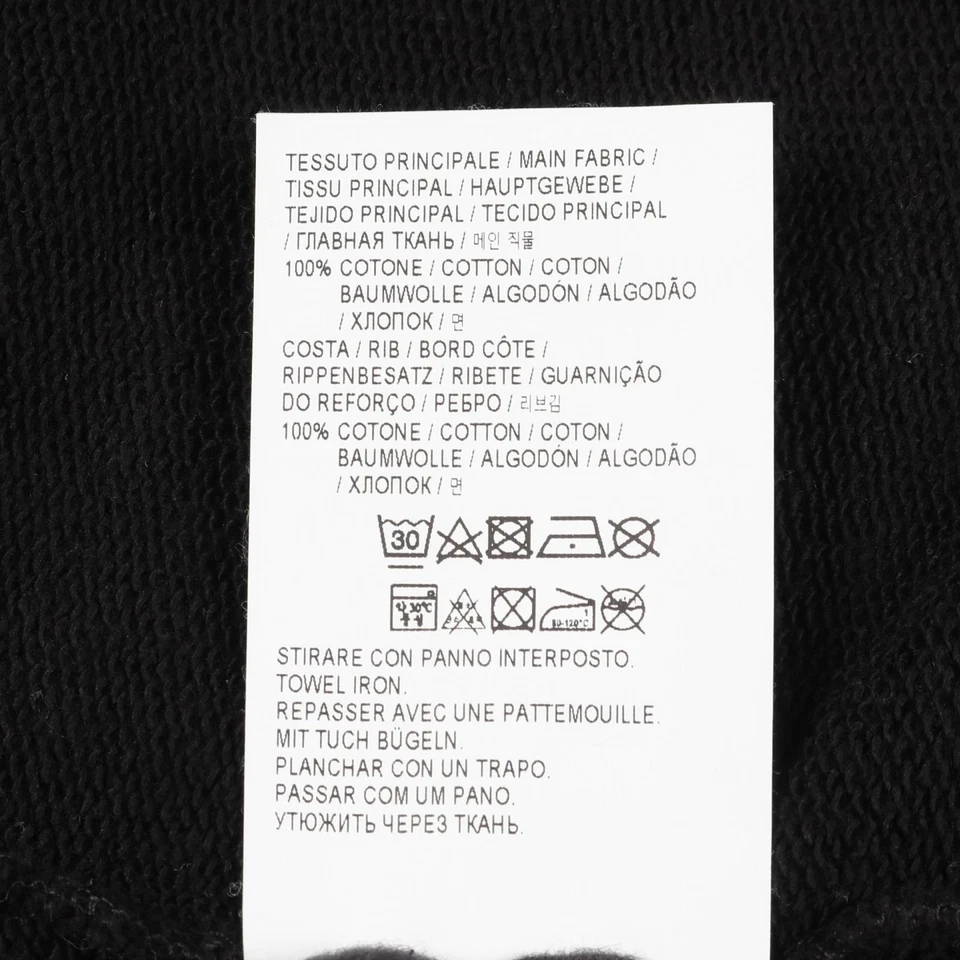 TESSUTO PRINCIPALE / MAIN FABRIC /
TISSU PRINCIPAL / HAUPTGEWEBE /
TEJIDO PRINCIPAL / TECIDO PRINCIPAL
/ ГЛАВНАЯ ТКАНЬ / 메인 직물
100% COTONE / COTTON / COTON /
BAUMWOLLE / ALGODÓN / ALGODÃO
/ ХЛОПОК / 면
COSTA / RIB / BORD CÔTE /
RIPPENBESATZ / RIBETE / GUARNIÇÃO
DO REFORÇO / РЕБРО / 리브김
100% COTONE / COTTON / COTON /
BAUMWOLLE / ALGODÓN / ALGODÃO
/ ХЛОПОК / 면
30
30℃ 80-120℃
STIRARE CON PANNO INTERPOSTO.
TOWEL IRON.
REPASSER AVEC UNE PATTEMOUILLE.
MIT TUCH BÜGELN.
PLANCHAR CON UN TRAPO.
PASSAR COM UM PANO.
УТЮЖИТЬ ЧЕРЕЗ ТКАНЬ.